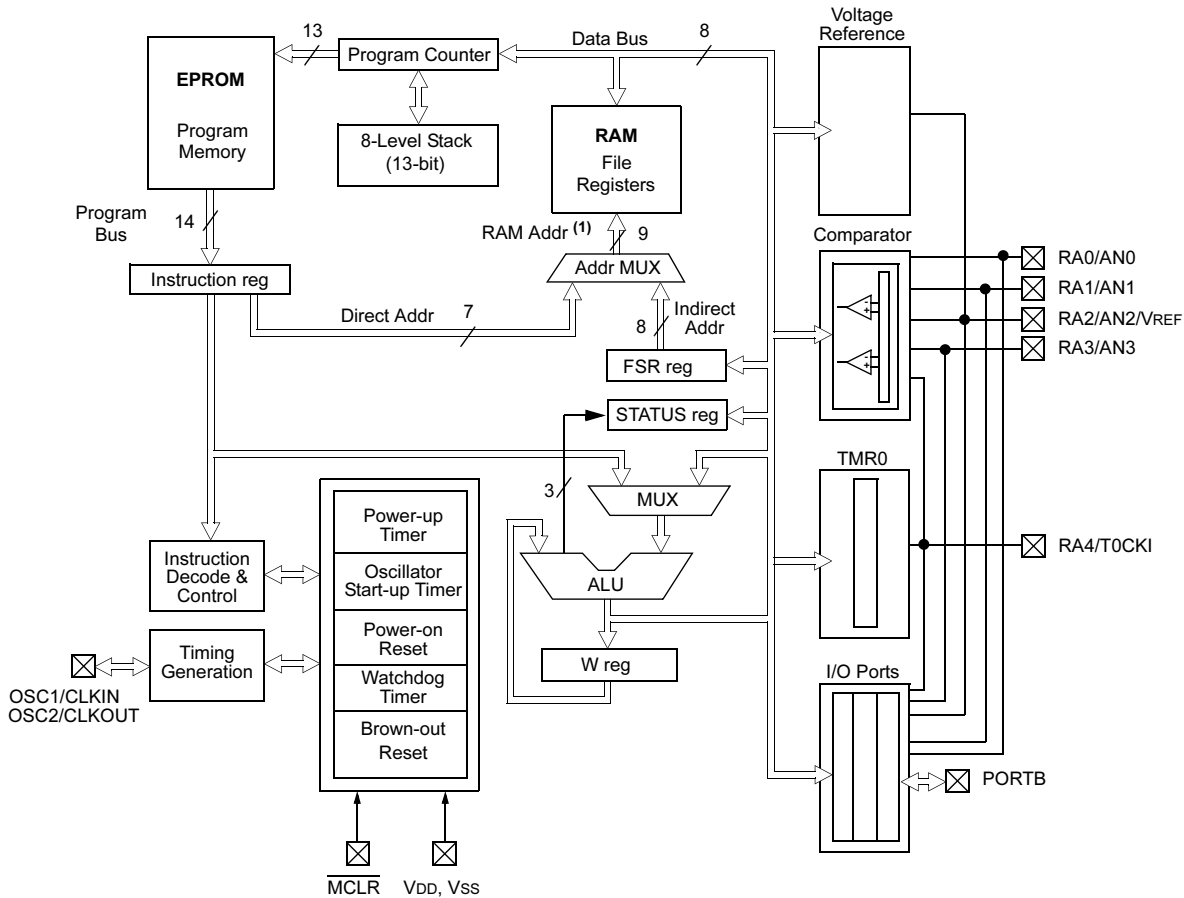 13
Program Counter
Data Bus
8
Voltage
Reference
EPROM
Program
Memory
8-Level Stack
(13-bit)
RAM
File
Registers
Program
Bus
14
RAM Addr (1)
9
Comparator
Addr MUX
Instruction reg
Direct Addr
7
8
Indirect
Addr
RA0/AN0
RA1/AN1
RA2/AN2/VREF
RA3/AN3
- +
- +
FSR reg
STATUS reg
TMR0
3
MUX
Power-up
Timer
Oscillator
Start-up Timer
Power-on
Reset
Watchdog
Timer
Brown-out
Reset
Instruction
Decode &
Control
ALU
RA4/T0CKI
Timing
Generation
W reg
I/O Ports
OSC1/CLKIN
OSC2/CLKOUT
PORTB
MCLR
VDD, VSS